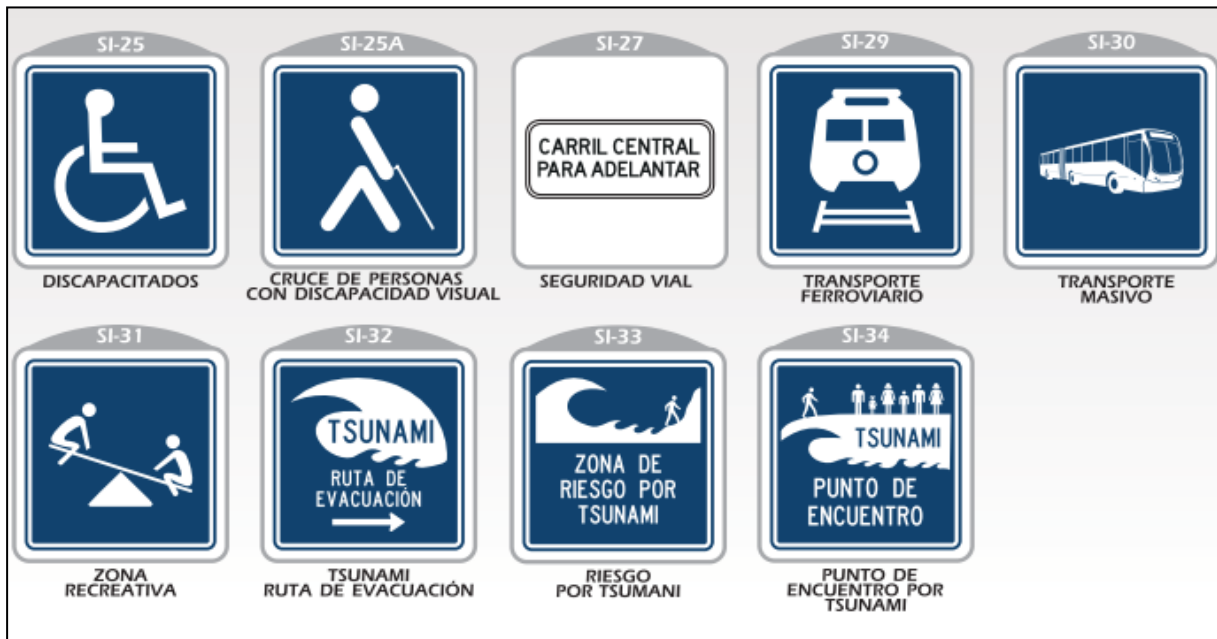 SI-25
SI-25A
SI-27
SI-29
SI-30
CARRIL CENTRAL
PARA ADELANTAR
DISCAPACITADOS
CRUCE DE PERSONAS
CON DISCAPACIDAD VISUAL
SEGURIDAD VIAL
TRANSPORTE
FERROVIARIO
TRANSPORTE
MASIVO
SI-31
SI-32
SI-33
SI-34
TSUNAMI
RUTA DE
EVACUACIÓN
ZONA DE
RIESGO POR
TSUNAMI
TSUNAMI
PUNTO DE
ENCUENTRO
ZONA
RECREATIVA
TSUNAMI
RUTA DE EVACUACIÓN
RIESGO
POR TSUMANI
PUNTO DE
ENCUENTRO POR
TSUNAMI